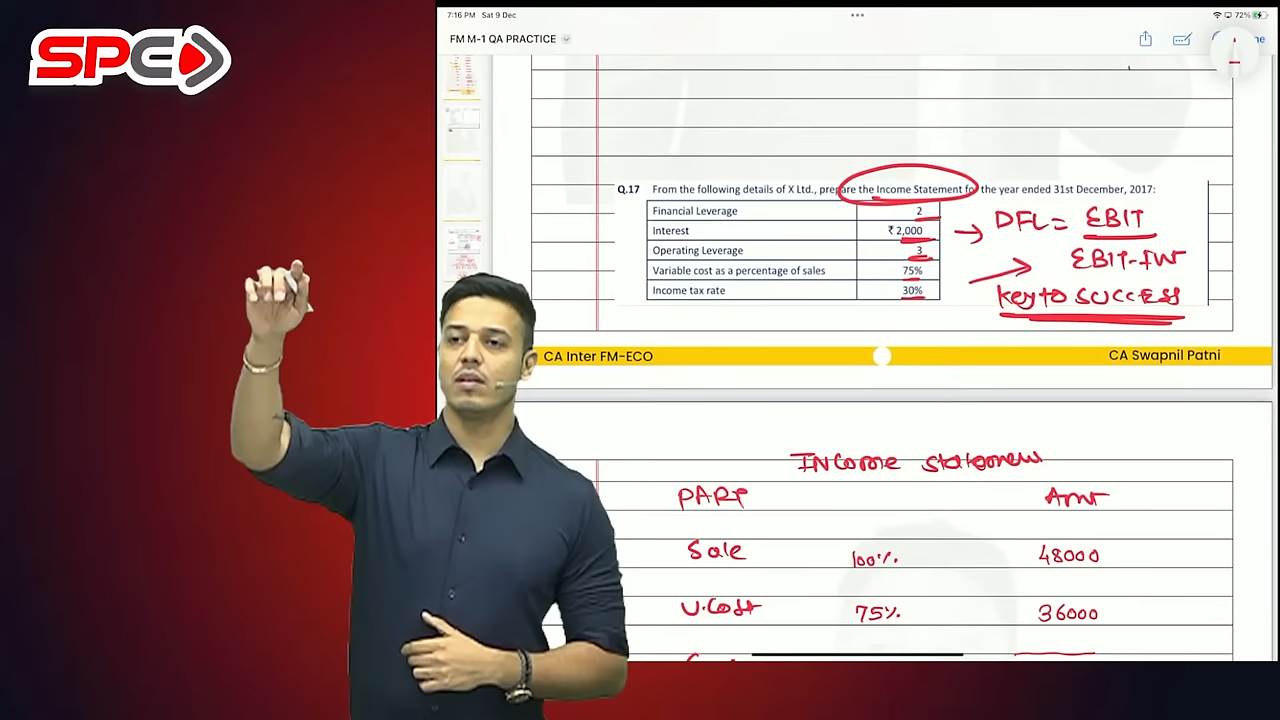 SPC
7:16 PM Sat 9 Dec
72%
FM M-1 QA PRACTICE
Q.17 From the following details of X Ltd., prepare the Income Statement for the year ended 31st December, 2017:
Financial Leverage 2
Interest ₹ 2,000
Operating Leverage 3
Variable cost as a percentage of sales 75%
Income tax rate 30%
DFL = EBIT
EBIT-Int
Key to success
CA Inter FM-ECO
CA Swapnil Patni
Income statement
PART Amt
Sale 100% 48000
V.Cost 75% 36000